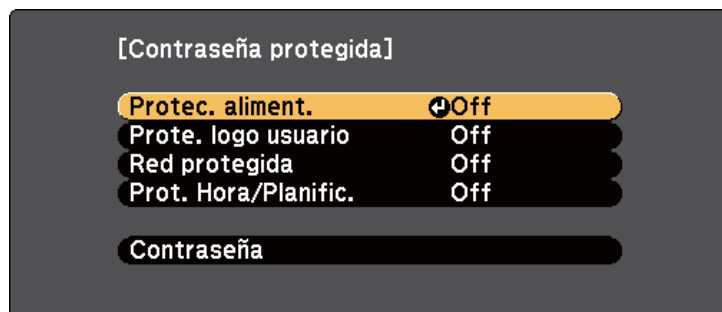 [Contraseña protegida]
Protec. aliment. Off
Prote. logo usuario Off
Red protegida Off
Prot. Hora/Planific. Off
Contraseña